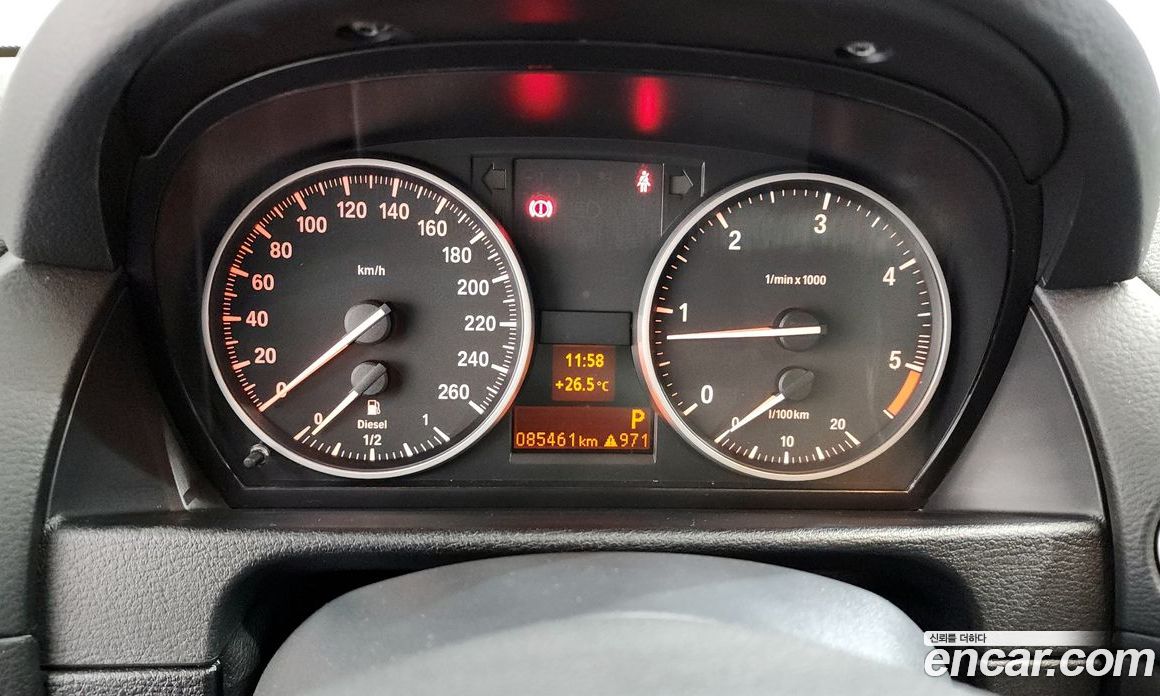 0 20 40 60 80 100 120 140 160 180 200 220 240 260
km/h
0 1/2 1
Diesel
0 1 2 3 4 5
1/min x 1000
0 10 20
l/100km
11:58
+26.5°C
P
085461km 971
신뢰를 더하다
encar.com